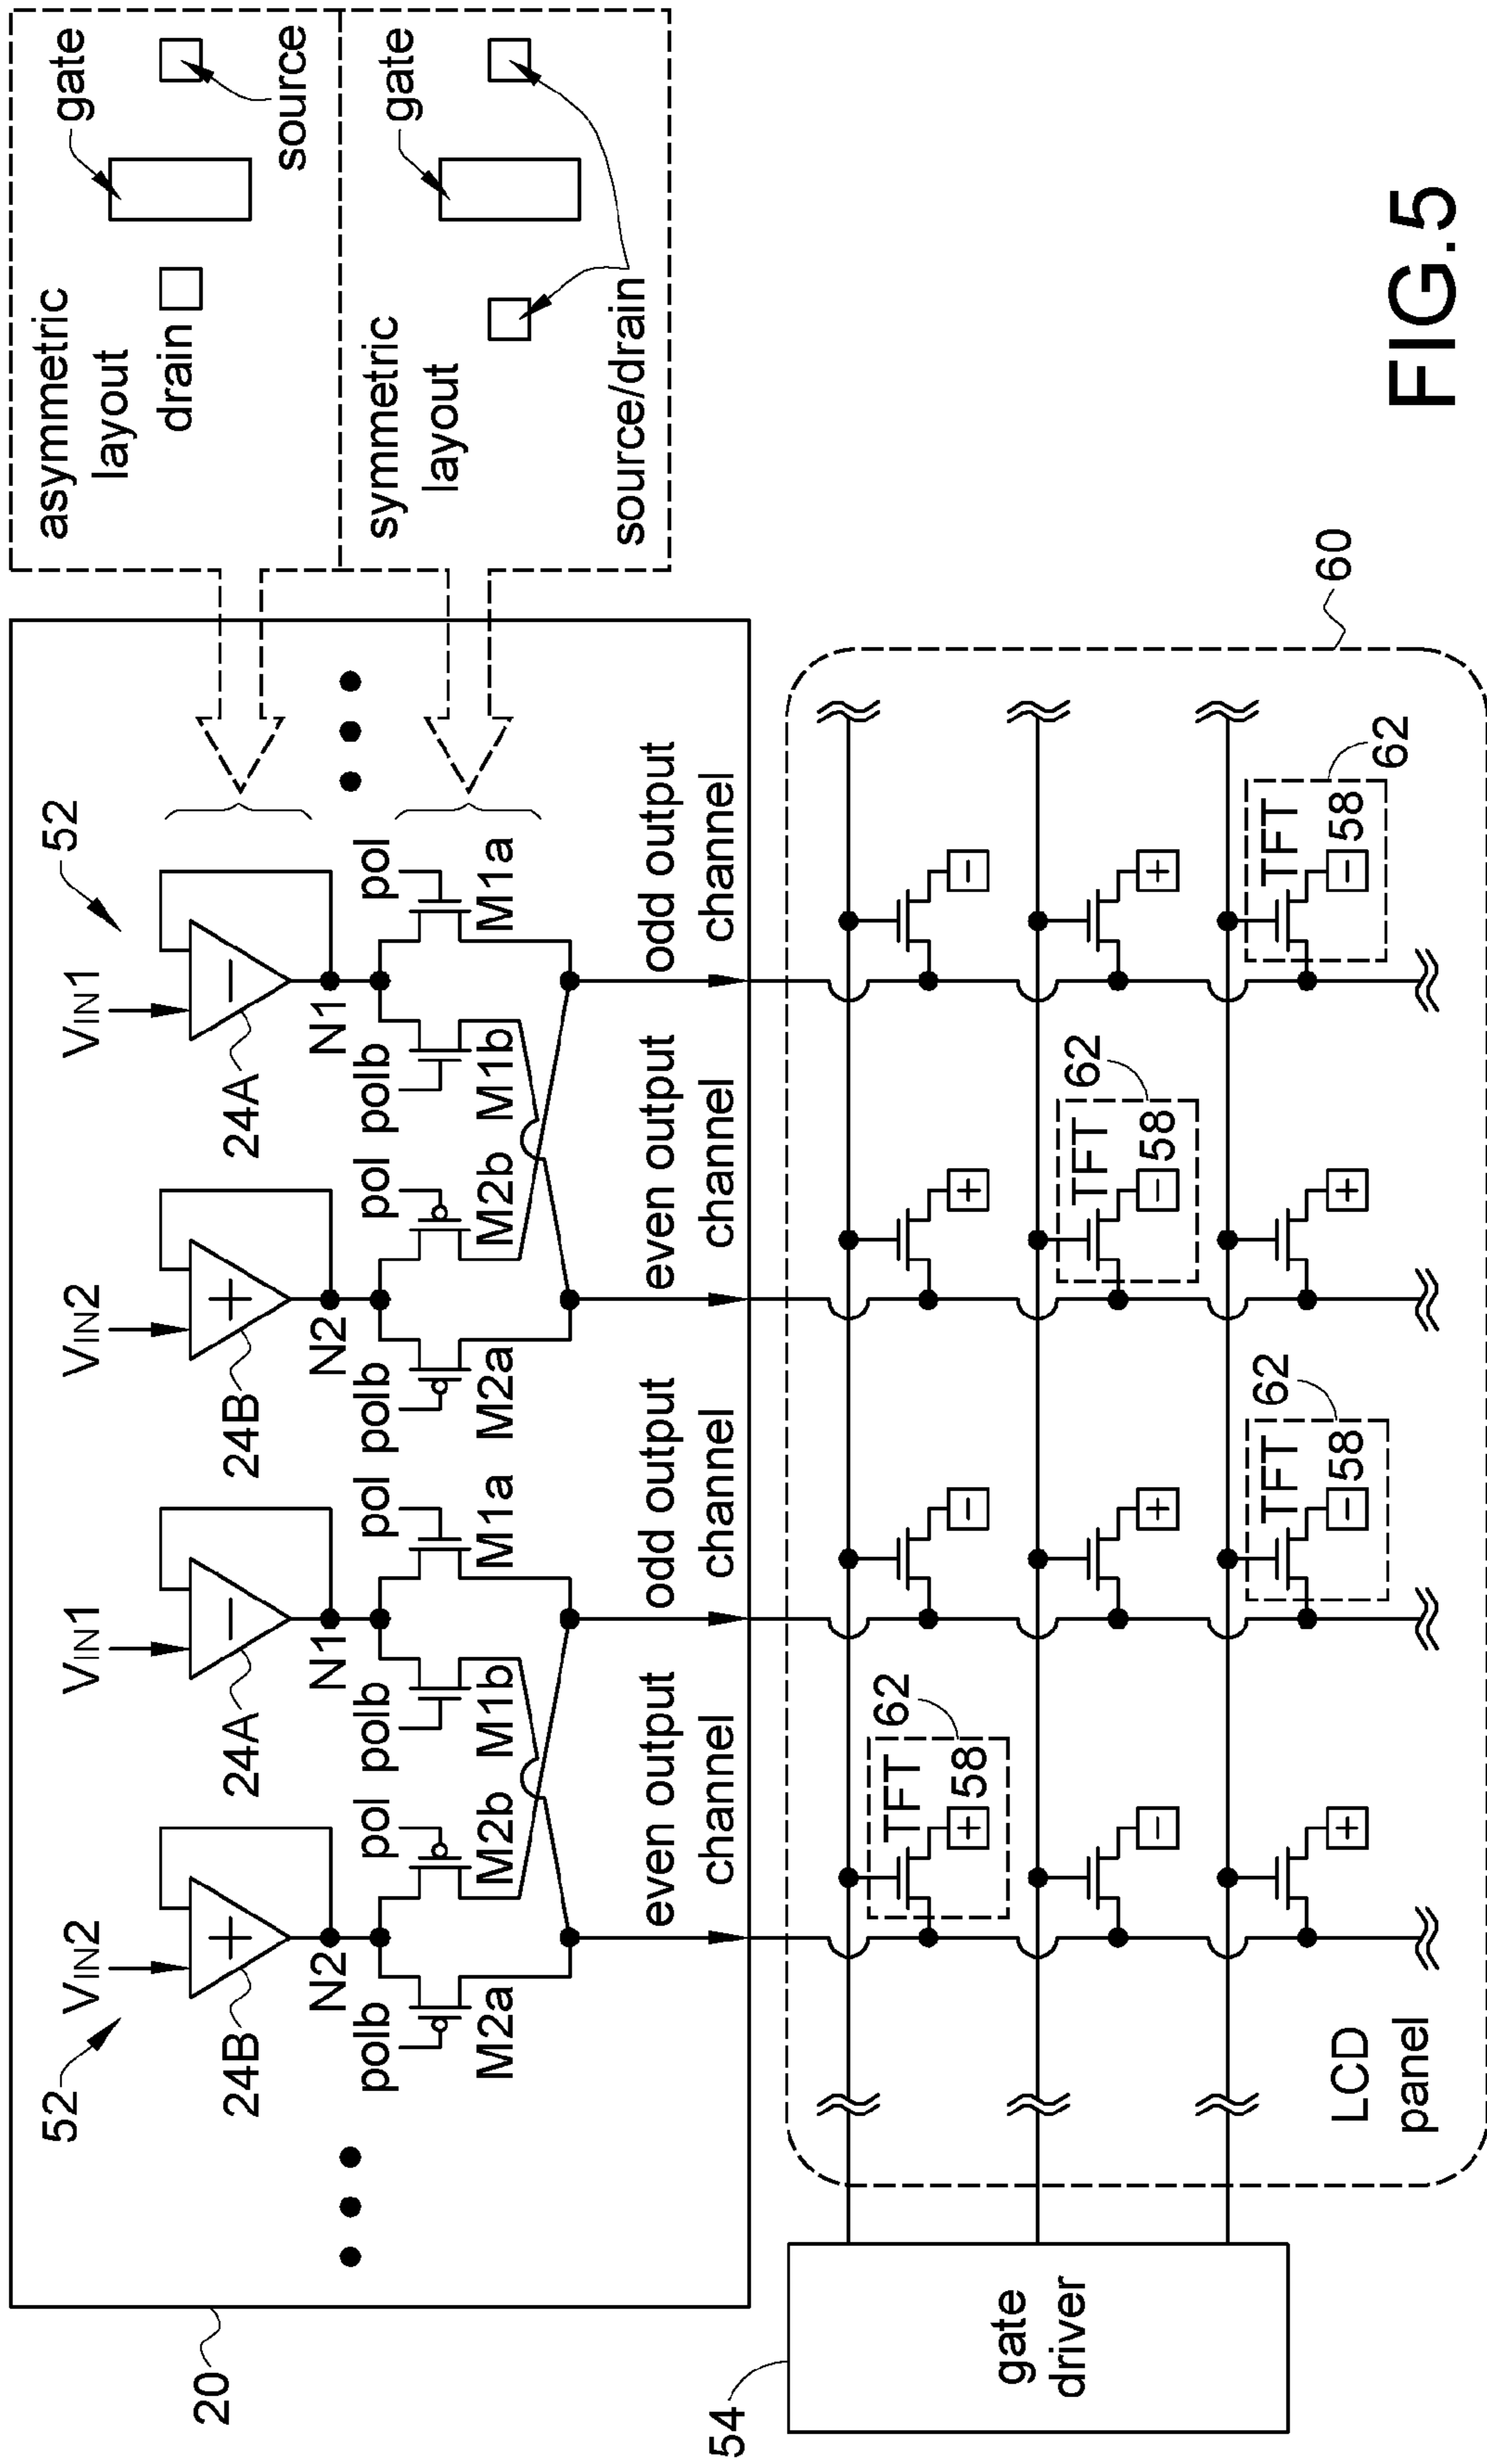 52
VIN2
VIN1
VIN2
VIN1
52
24B
+
24A
−
24B
+
24A
−
N2
N1
N2
N1
polb
pol
polb
pol
polb
pol
polb
pol
M2a
M2b
M1b
M1a
M2a
M2b
M1b
M1a
even output
channel
odd output
channel
even output
channel
odd output
channel
20
asymmetric
layout
drain
gate
source
symmetric
layout
gate
source/drain
54
gate
driver
60
62
TFT
+
58
−
+
−
−
+
62
TFT
−
58
+
+
62
TFT
−
58
+
62
TFT
−
58
LCD
panel
FIG.5